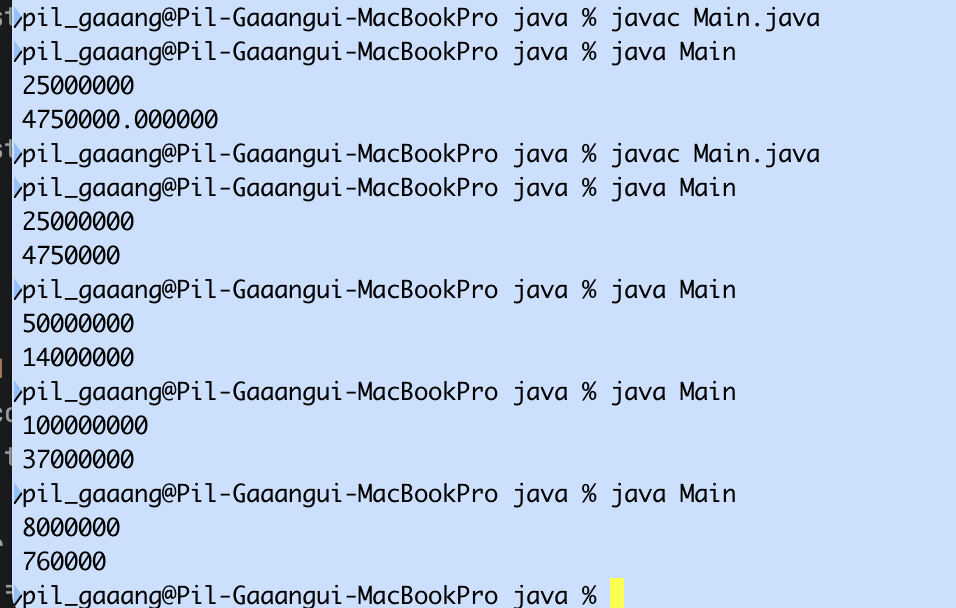 pil_gaaang@Pil-Gaaangui-MacBookPro java % javac Main.java
pil_gaaang@Pil-Gaaangui-MacBookPro java % java Main
25000000
4750000.000000
pil_gaaang@Pil-Gaaangui-MacBookPro java % javac Main.java
pil_gaaang@Pil-Gaaangui-MacBookPro java % java Main
25000000
4750000
pil_gaaang@Pil-Gaaangui-MacBookPro java % java Main
50000000
14000000
pil_gaaang@Pil-Gaaangui-MacBookPro java % java Main
100000000
37000000
pil_gaaang@Pil-Gaaangui-MacBookPro java % java Main
8000000
760000
pil_gaaang@Pil-Gaaangui-MacBookPro java %